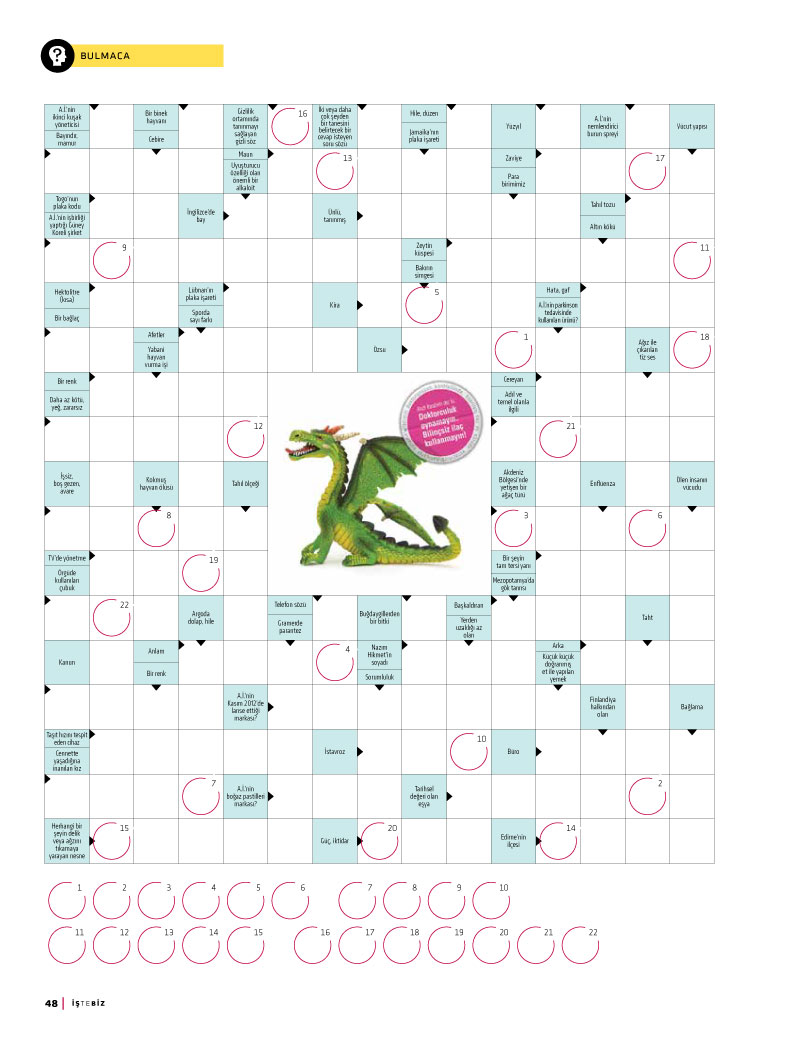 BULMACA
A.İ.'nin
ikinci kuşak
yöneticisi
Bayındır,
mamur
Bir binek
hayvanı
Cebire
Gizlilik
ortamında
tanınmayı
sağlayan
gizli söz
16
İki veya daha
çok şeyden
bir tanesini
belirtecek bir
cevap isteyen
soru sözü
Hile, düzen
Jamaika'nın
plaka işareti
Yüzyıl
A.İ.'nin
nemlendirici
burun spreyi
Vücut yapısı
Maun
Uyuşturucu
özelliği olan
önemli bir
alkaloit
13
Zaviye
Para
birimimiz
17
Togo'nun
plaka kodu
A.İ.'nin işbirliği
yaptığı Güney
Koreli şirket
İngilizce'de
bay
Ünlü,
tanınmış
Tahıl tozu
Altın kökü
9
Zeytin
küspesi
Bakırın
simgesi
11
Hektolitre
(kısa)
Bir bağlaç
Lübnan'ın
plaka işareti
Sporda
sayı farkı
Kira
5
Hata, gaf
A.İ.'nin parkinson
tedavisinde
kullanılan ürünü?
Afetler
Yabani
hayvan
vurma işi
Özsu
1
Ağız ile
çıkarılan
tiz ses
18
Bir renk
Daha az kötü,
yeğ, zararsız
Cereyan
Adil ve
temel olanla
ilgili
Doktorculuk
oynamayın..
Bilinçsiz ilaç
kullanmayın!
12
21
İşsiz,
boş gezen,
avare
Kokmuş
hayvan ölüsü
Tahıl ölçeği
Akdeniz
Bölgesi'nde
yetişen bir
ağaç türü
Enfluenza
Ölen insanın
vücudu
8
3
6
TV'de yönetme
Örgüde
kullanılan
çubuk
19
Bir şeyin
tam tersi yanı
Mezopotamya'da
gök tanrısı
22
Argoda
dolap, hile
Telefon sözü
Gramerde
parantez
Buğdaygillerden
bir bitki
Başkaldıran
Yerden
uzaklığı az
olan
Taht
Kanun
Anlam
Bir renk
4
Nazım
Hikmet'in
soyadı
Sorumluluk
Arka
Küçük küçük
doğranmış
et ile yapılan
yemek
A.İ.'nin
Kasım 2012'de
lanse ettiği
markası?
Finlandiya
halkından
olan
Bağlama
Taşıt hızını tespit
eden cihaz
Cennette
yaşadığına
inanılan kız
İstavroz
10
Büro
7
A.İ.'nin
boğaz pastilleri
markası?
Tarihsel
değeri olan
eşya
2
Herhangi bir
şeyin delik
veya ağzını
tıkamaya
yarayan nesne
15
Güç, iktidar
20
Edirne'nin
ilçesi
14
1 2 3 4 5 6 7 8 9 10
11 12 13 14 15 16 17 18 19 20 21 22
48 | İŞTEBİZ